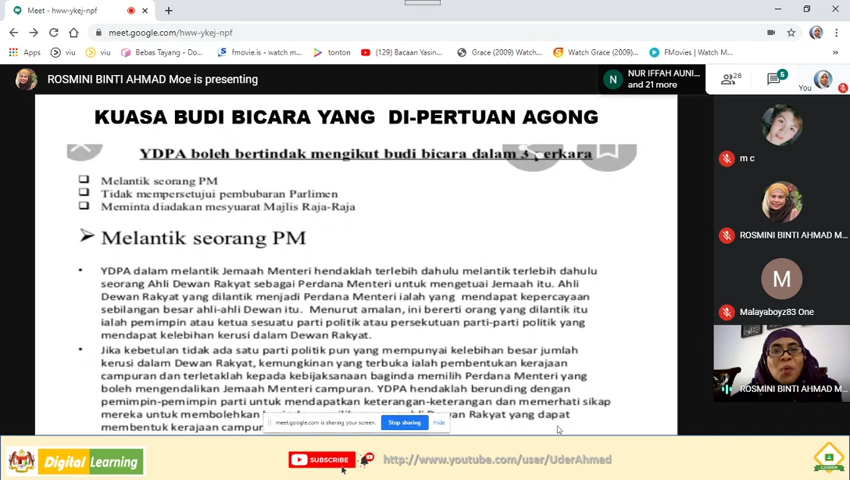 Meet - hww-ykej-npf
meet.google.com/hww-ykej-npf
Apps viu viu Bebas Tayang - Do... fmovie.is - watch m... tonton (129) Bacaan Yasin... Grace (2009) Watch... Watch Grace (2009)... FMovies | Watch M...
ROSMINI BINTI AHMAD Moe is presenting
N NUR IFFAH AUNI...
and 21 more
28
5
You
KUASA BUDI BICARA YANG DI-PERTUAN AGONG
YDPA boleh bertindak mengikut budi bicara dalam 3 perkara
Melantik seorang PM
Tidak mempersetujui pembubaran Parlimen
Meminta diadakan mesyuarat Majlis Raja-Raja
Melantik seorang PM
YDPA dalam melantik Jemaah Menteri hendaklah terlebih dahulu melantik terlebih dahulu
seorang Ahli Dewan Rakyat sebagai Perdana Menteri untuk mengetuai Jemaah itu. Ahli
Dewan Rakyat yang dilantik menjadi Perdana Menteri ialah yang mendapat kepercayaan
sebilangan besar ahli-ahli Dewan itu. Menurut amalan, ini bererti orang yang dilantik itu
ialah pemimpin atau ketua sesuatu parti politik atau persekutuan parti-parti politik yang
mendapat kelebihan kerusi dalam Dewan Rakyat.
Jika kebetulan tidak ada satu parti politik pun yang mempunyai kelebihan besar jumlah
kerusi dalam Dewan Rakyat, kemungkinan yang terbuka ialah pembentukan kerajaan
campuran dan terletaklah kepada kebijaksanaan baginda memilih Perdana Menteri yang
boleh mengendalikan Jemaah Menteri campuran. YDPA hendaklah berunding dengan
pemimpin-pemimpin parti untuk mendapatkan keterangan-keterangan dan memerhati sikap
mereka untuk membolehkan Dewan Rakyat yang dapat
membentuk kerajaan campur
meet.google.com is sharing your screen. Stop sharing Hide
m c
ROSMINI BINTI AHMAD M...
M
Malayaboyz83 One
ROSMINI BINTI AHMAD M...
Digital Learning
SUBSCRIBE
http://www.youtube.com/user/UderAhmad